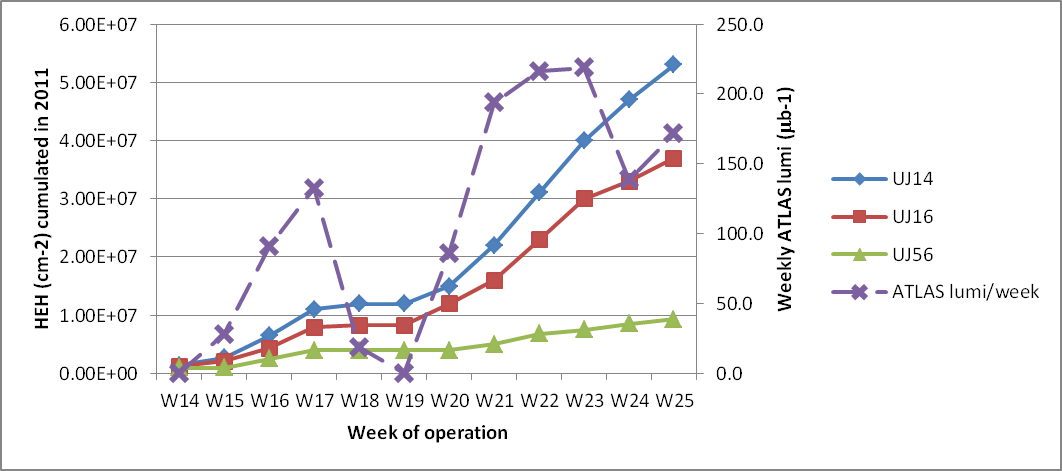 6.00E+07
5.00E+07
4.00E+07
3.00E+07
2.00E+07
1.00E+07
0.00E+00
HEH (cm-2) cumulated in 2011
W14 W15 W16 W17 W18 W19 W20 W21 W22 W23 W24 W25
Week of operation
250.0
200.0
150.0
100.0
50.0
0.0
Weekly ATLAS lumi (μb-1)
UJ14
UJ16
UJ56
ATLAS lumi/week